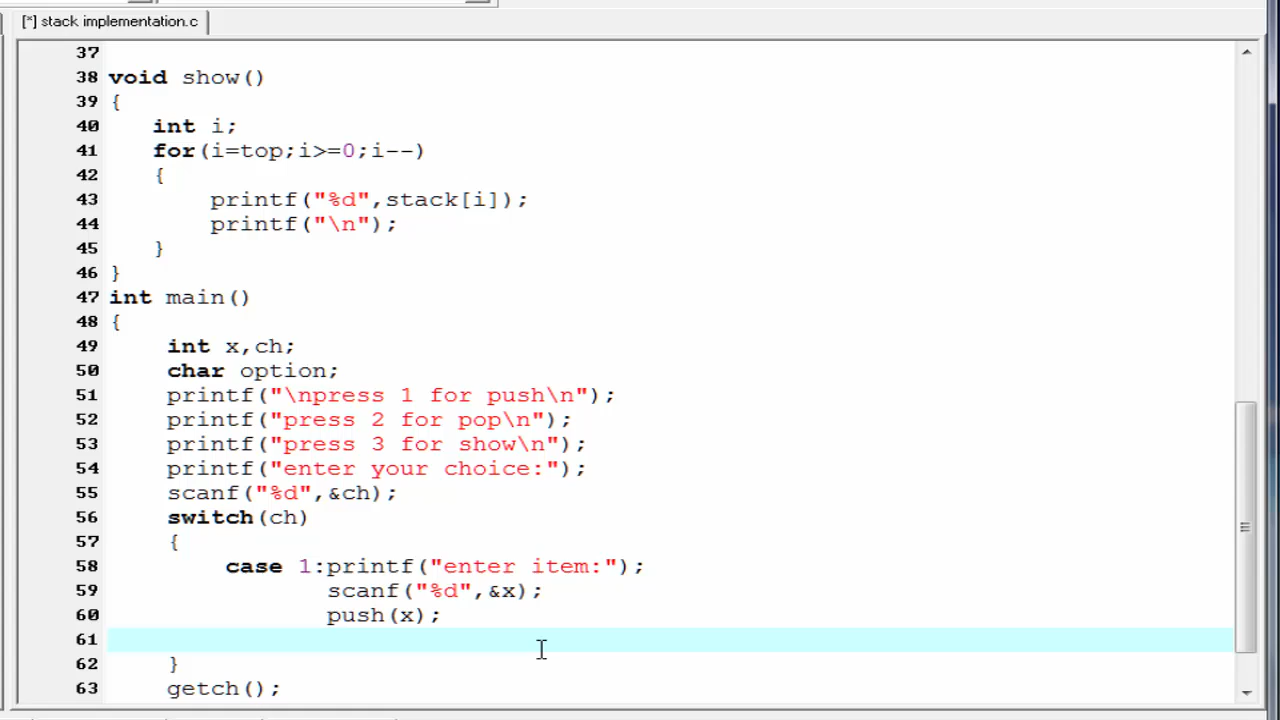 [*] stack implementation.c
37
38 void show()
39 {
40 int i;
41 for(i=top;i>=0;i--)
42 {
43 printf("%d",stack[i]);
44 printf("\n");
45 }
46 }
47 int main()
48 {
49 int x,ch;
50 char option;
51 printf("\npress 1 for push\n");
52 printf("press 2 for pop\n");
53 printf("press 3 for show\n");
54 printf("enter your choice:");
55 scanf("%d",&ch);
56 switch(ch)
57 {
58 case 1:printf("enter item:");
59 scanf("%d",&x);
60 push(x);
61
62 }
63 getch();